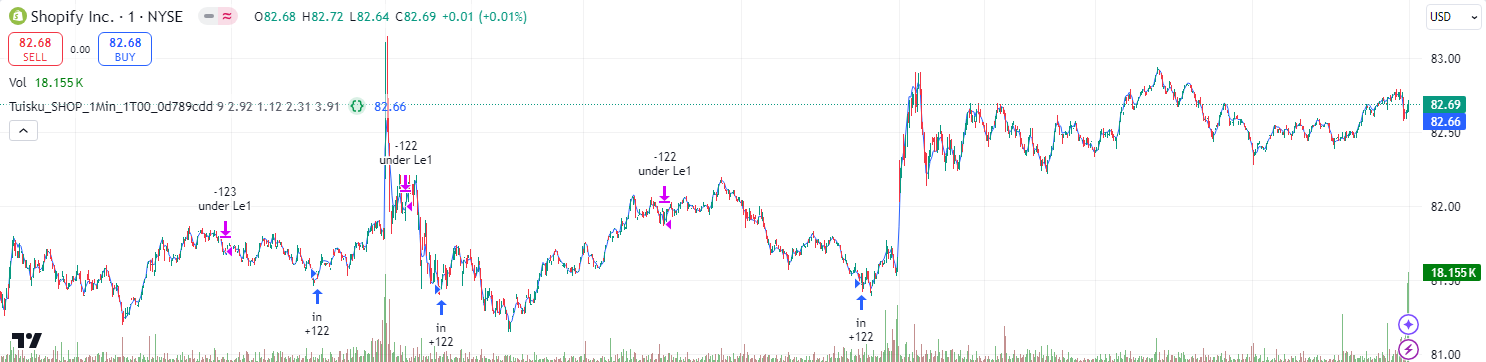 Shopify Inc. · 1 · NYSE
O82.68 H82.72 L82.64 C82.69 +0.01 (+0.01%)
USD
82.68
SELL
0.00
82.68
BUY
Vol 18.155 K
Tuisku_SHOP_1Min_1T00_0d789cdd 9 2.92 1.12 2.31 3.91 {} 82.66
-123
under Le1
in
+122
-122
under Le1
in
+122
-122
under Le1
in
+122
83.00
82.69
82.66
82.50
82.00
18.155 K
81.50
81.00